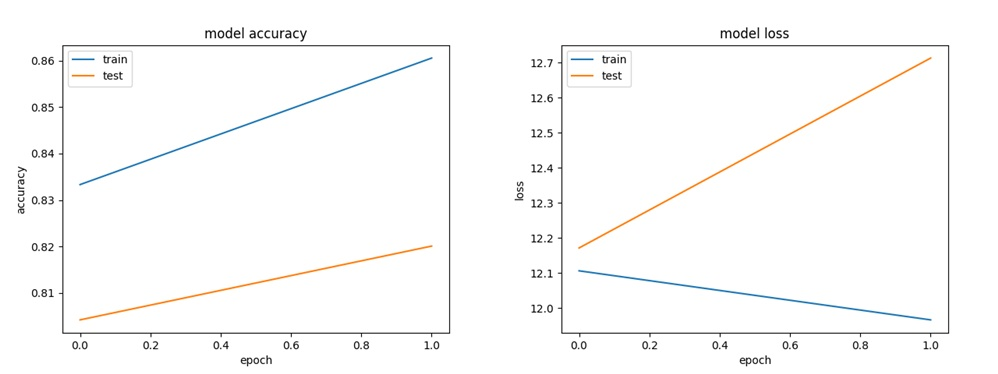 model accuracy
train
test
0.86
0.85
0.84
0.83
0.82
0.81
accuracy
0.0 0.2 0.4 0.6 0.8 1.0
epoch
model loss
train
test
12.7
12.6
12.5
12.4
12.3
12.2
12.1
12.0
loss
0.0 0.2 0.4 0.6 0.8 1.0
epoch